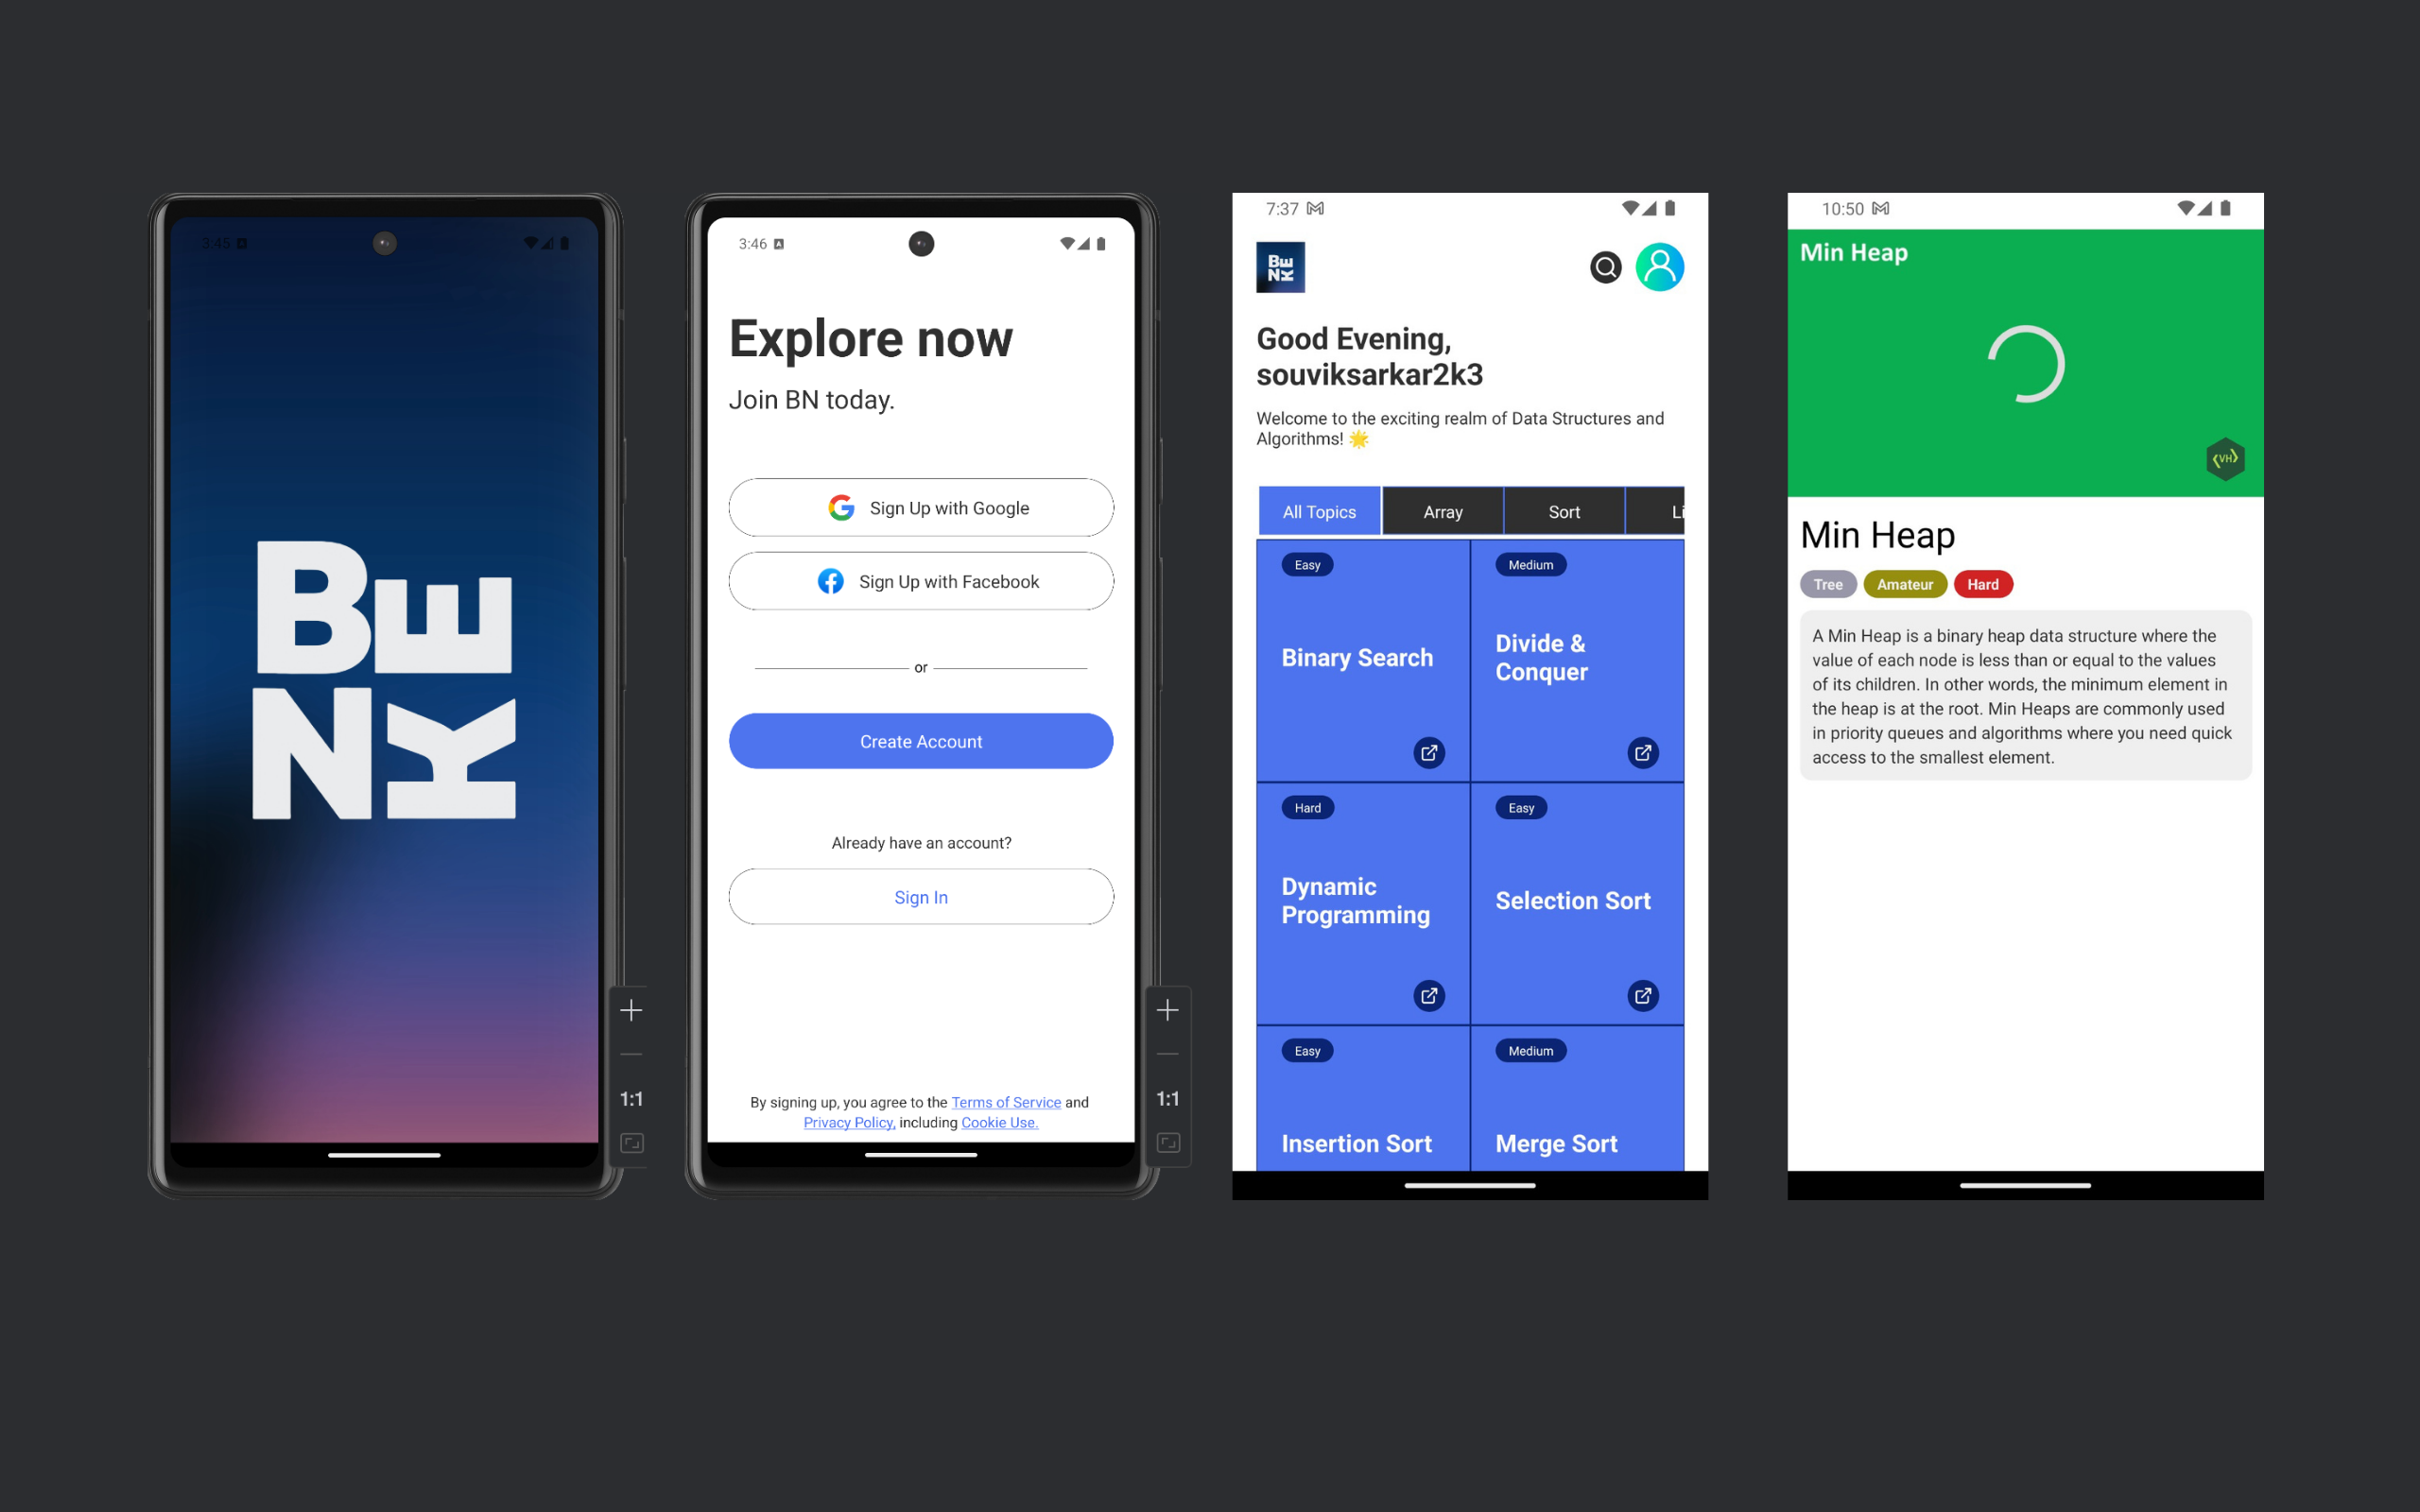 3:45
BE
NK
3:46
Explore now
Join BN today.
Sign Up with Google
Sign Up with Facebook
or
Create Account
Already have an account?
Sign In
By signing up, you agree to the Terms of Service and
Privacy Policy, including Cookie Use.
1:1
1:1
7:37
BE
NK
Good Evening,
souviksarkar2k3
Welcome to the exciting realm of Data Structures and
Algorithms! 🌟
All Topics Array Sort Li
Easy
Binary Search
Medium
Divide &
Conquer
Hard
Dynamic
Programming
Easy
Selection Sort
Easy
Insertion Sort
Medium
Merge Sort
10:50
Min Heap
<VH>
Min Heap
Tree Amateur Hard
A Min Heap is a binary heap data structure where the
value of each node is less than or equal to the values
of its children. In other words, the minimum element in
the heap is at the root. Min Heaps are commonly used
in priority queues and algorithms where you need quick
access to the smallest element.